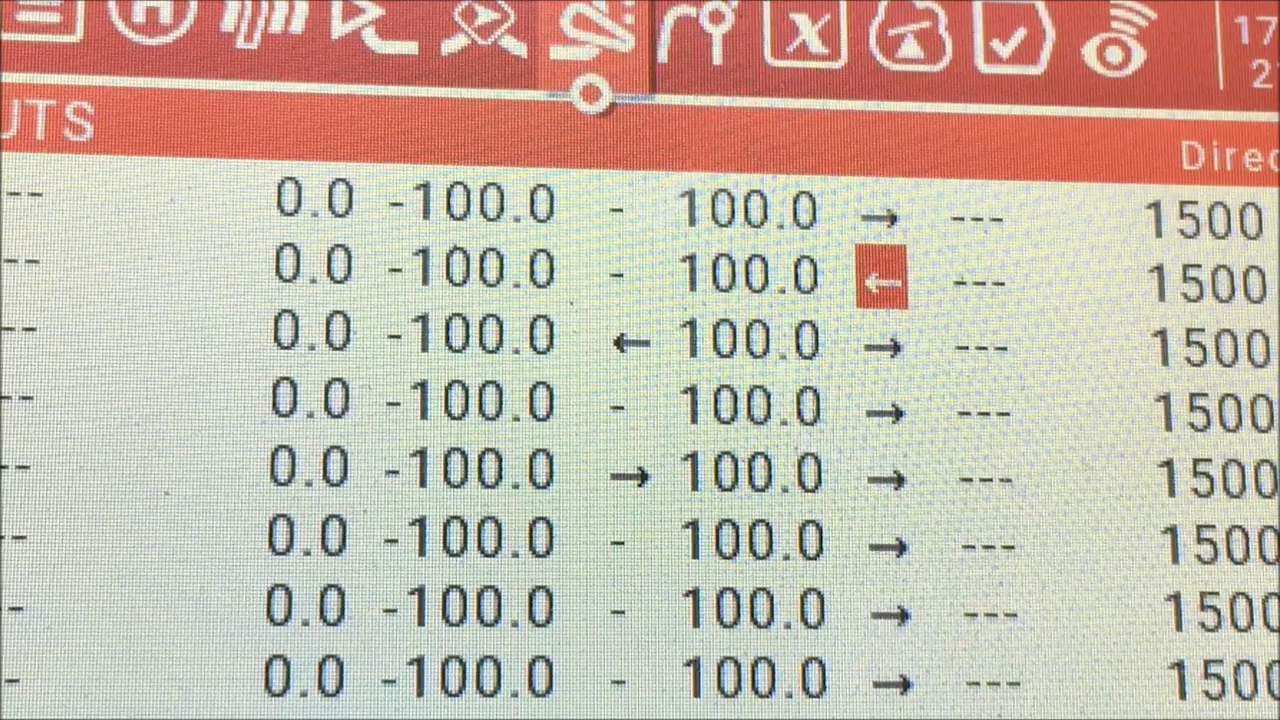 17
2
UTS Direc
-- 0.0 -100.0 - 100.0 → --- 1500
-- 0.0 -100.0 - 100.0 ← --- 1500
-- 0.0 -100.0 ← 100.0 → --- 1500
-- 0.0 -100.0 - 100.0 → --- 1500
-- 0.0 -100.0 → 100.0 → --- 1500
-- 0.0 -100.0 - 100.0 → --- 1500
- 0.0 -100.0 - 100.0 → --- 1500
- 0.0 -100.0 - 100.0 → --- 1500